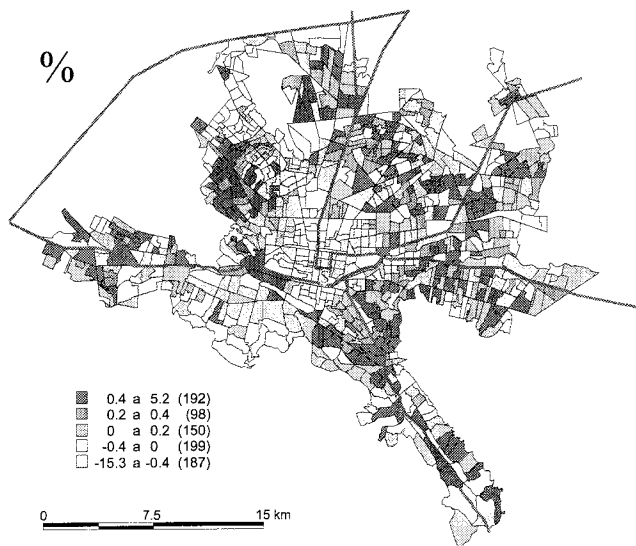 %
0.4 a 5.2 (192)
0.2 a 0.4 (98)
0 a 0.2 (150)
-0.4 a 0 (199)
-15.3 a -0.4 (187)
0 7.5 15 km